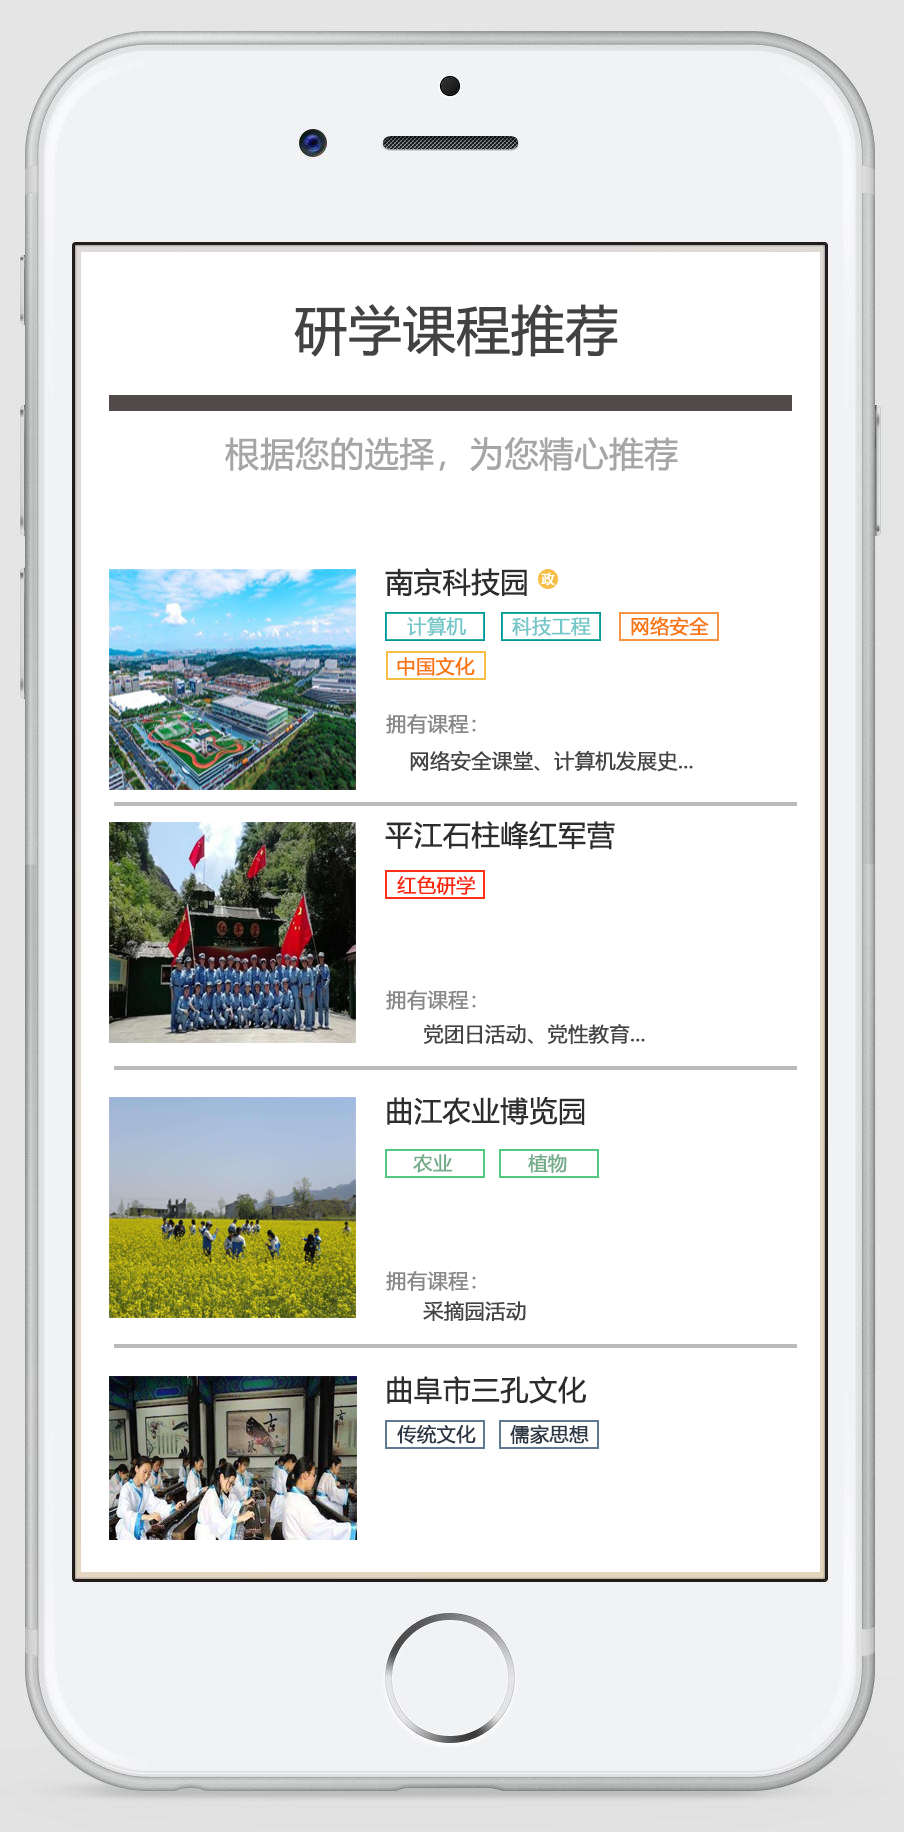 研学课程推荐
根据您的选择，为您精心推荐
南京科技园 政
计算机 科技工程 网络安全
中国文化
拥有课程：
网络安全课堂、计算机发展史...
平江石柱峰红军营
红色研学
拥有课程：
党团日活动、党性教育...
曲江农业博览园
农业 植物
拥有课程：
采摘园活动
曲阜市三孔文化
传统文化 儒家思想
古